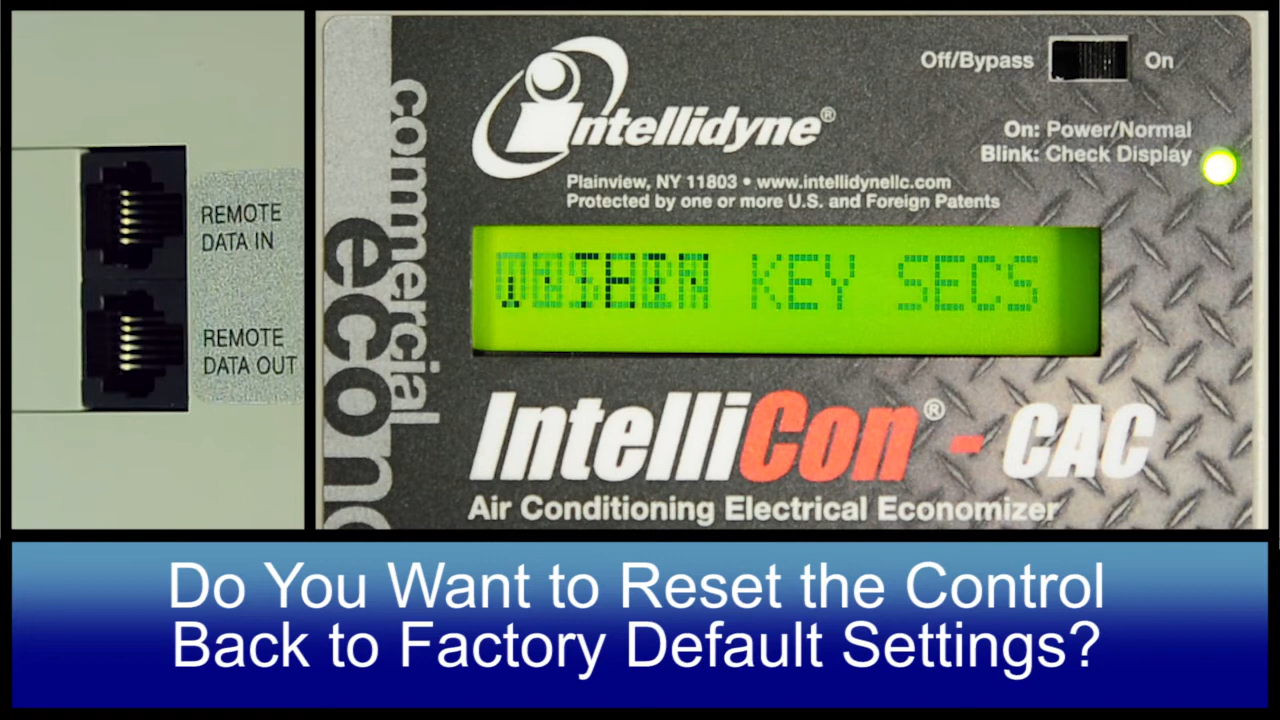 REMOTE
DATA IN
REMOTE
DATA OUT
commercial
econo
Intellidyne®
Plainview, NY 11803 • www.intellidynellc.com
Protected by one or more U.S. and Foreign Patents
Off/Bypass On
On: Power/Normal
Blink: Check Display
KEY SECS
IntelliCon® - CAC
Air Conditioning Electrical Economizer
Do You Want to Reset the Control
Back to Factory Default Settings?